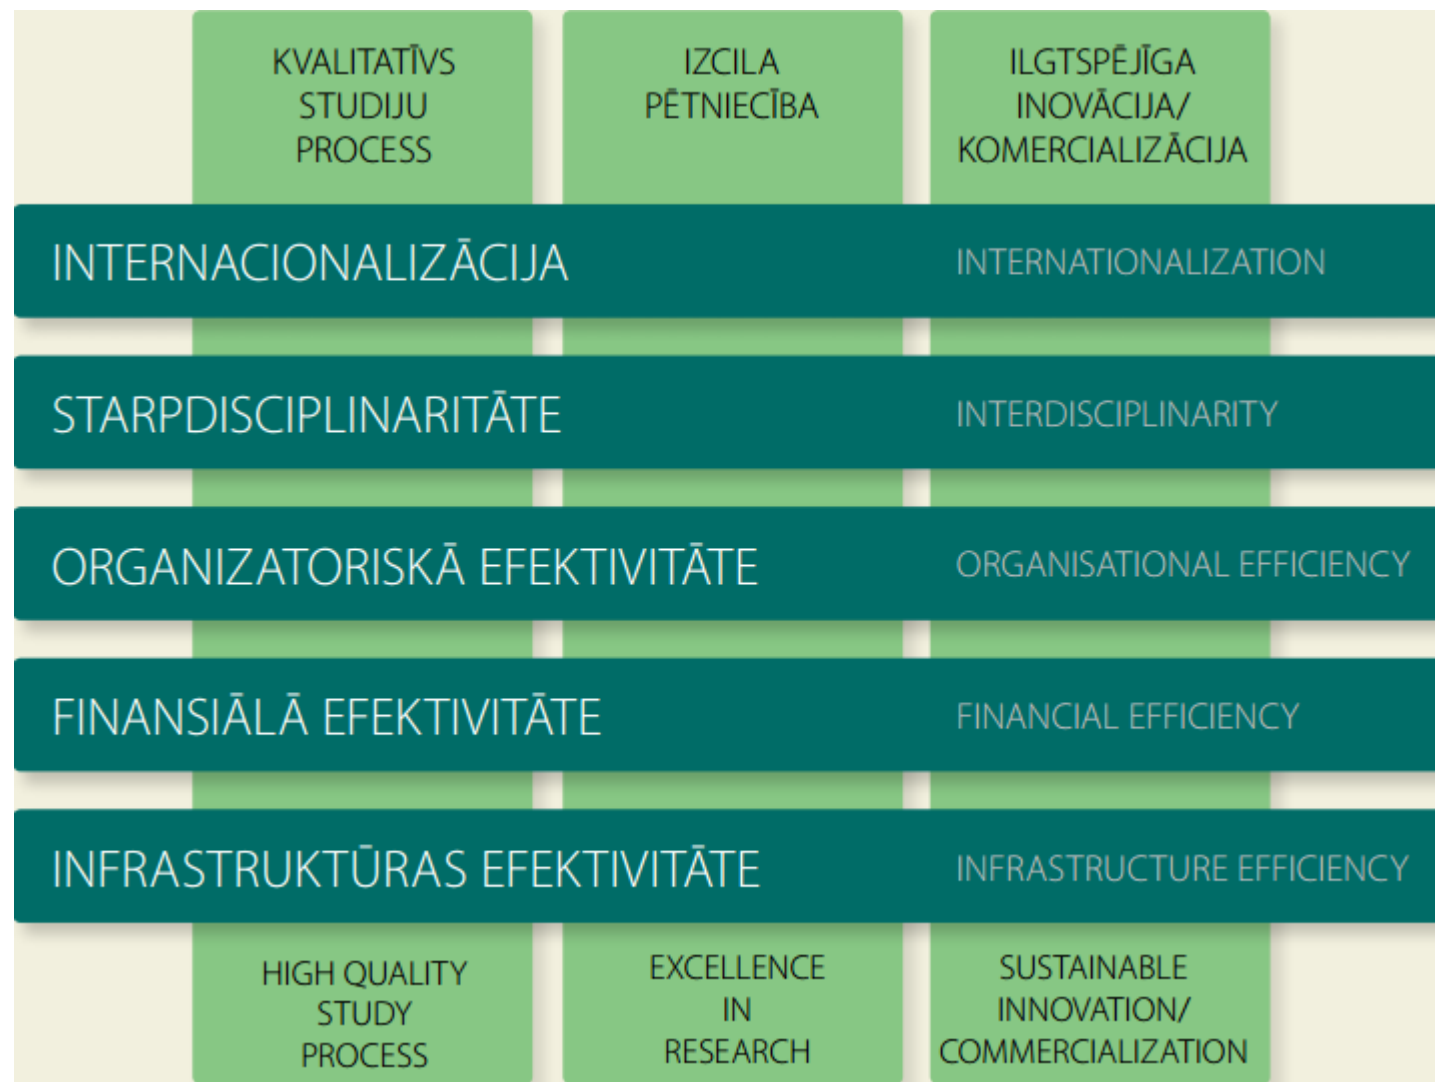 KVALITATĪVS
STUDIJU
PROCESS
IZCILA
PĒTNIECĪBA
ILGTSPĒJĪGA
INOVĀCIJA/
KOMERCIALIZĀCIJA
INTERNACIONALIZĀCIJA
INTERNATIONALIZATION
STARPDISCIPLINARITĀTE
INTERDISCIPLINARITY
ORGANIZATORISKĀ EFEKTIVITĀTE
ORGANISATIONAL EFFICIENCY
FINANSIĀLĀ EFEKTIVITĀTE
FINANCIAL EFFICIENCY
INFRASTRUKTŪRAS EFEKTIVITĀTE
INFRASTRUCTURE EFFICIENCY
HIGH QUALITY
STUDY
PROCESS
EXCELLENCE
IN
RESEARCH
SUSTAINABLE
INNOVATION/
COMMERCIALIZATION